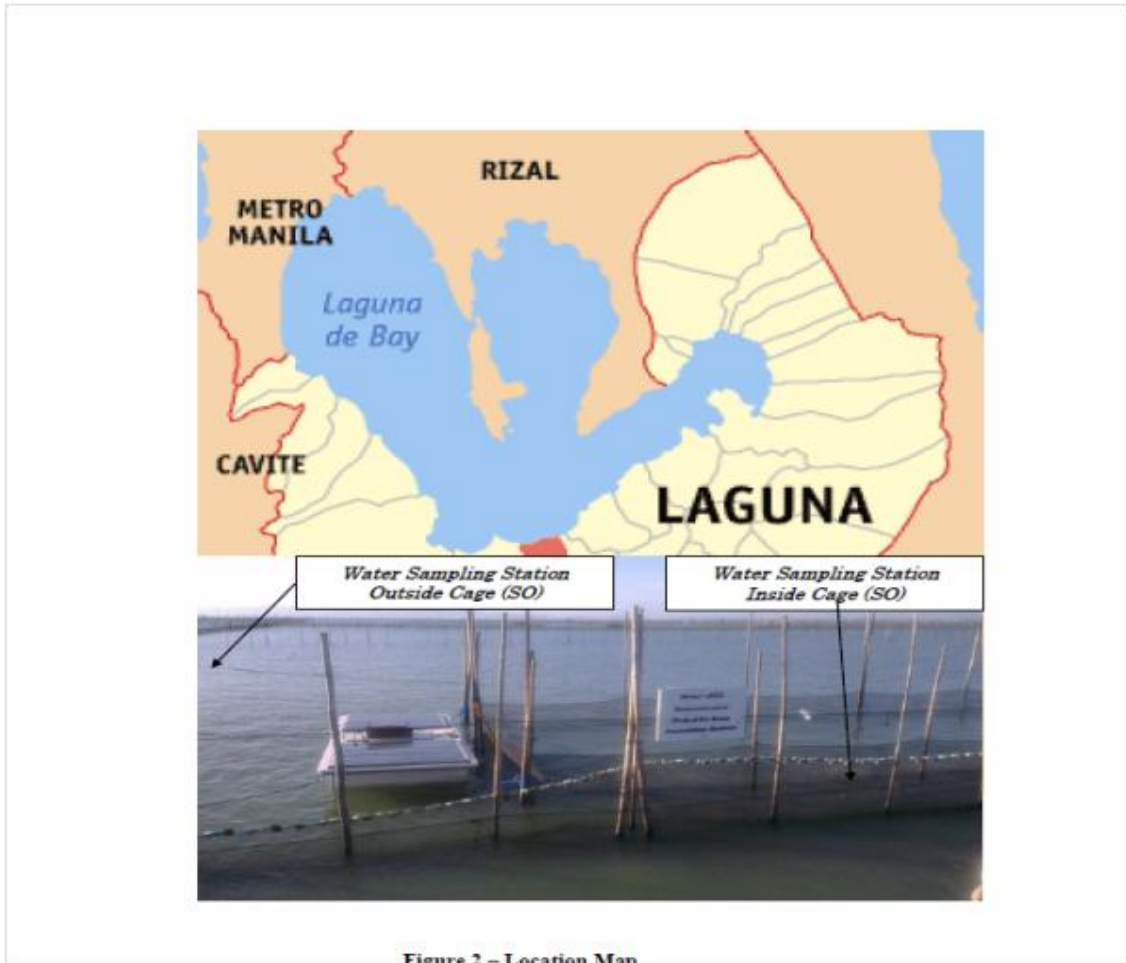 RIZAL
METRO
MANILA
Laguna
de Bay
CAVITE
LAGUNA
Water Sampling Station
Outside Cage (SO)
Water Sampling Station
Inside Cage (SO)
Figure 2 – Location Map